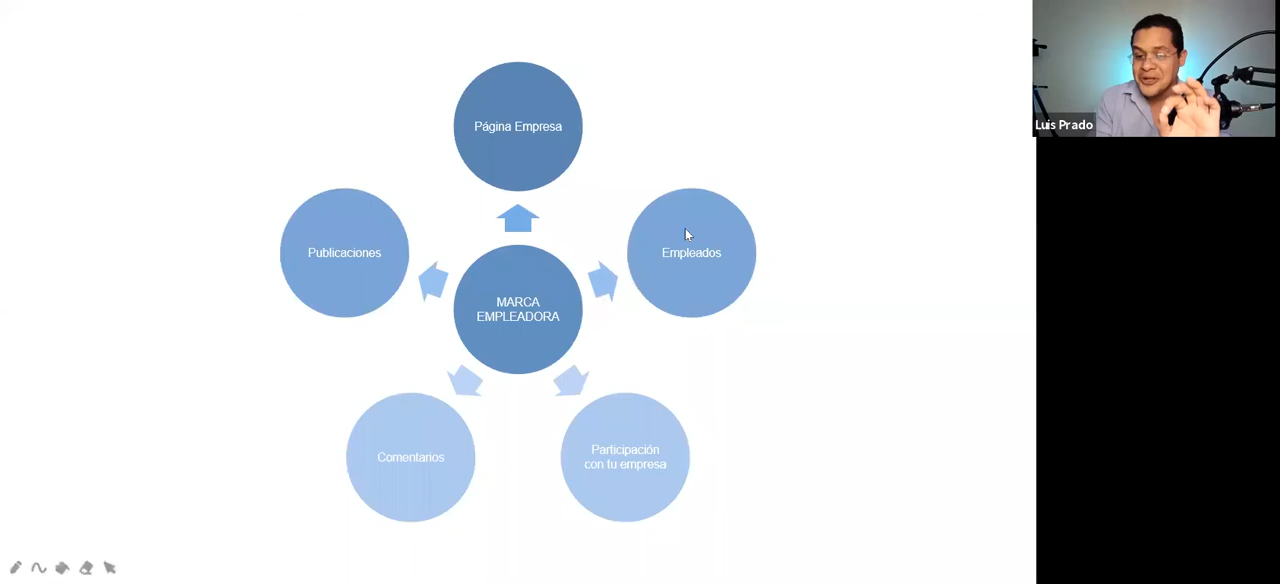 Página Empresa
Luis Prado
Publicaciones
Empleados
MARCA
EMPLEADORA
Comentarios
Participación
con tu empresa